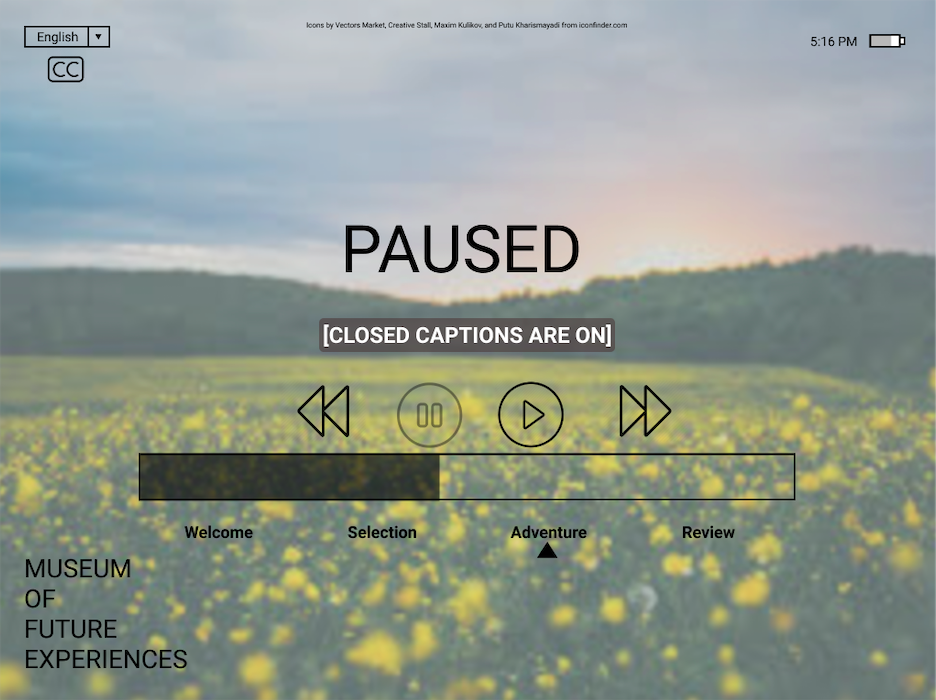 Icons by Vectors Market, Creative Stall, Maxim Kulikov, and Putu Kharismayadi from iconfinder.com
English
5:16 PM
CC
PAUSED
[CLOSED CAPTIONS ARE ON]
Welcome
Selection
Adventure
Review
MUSEUM
OF
FUTURE
EXPERIENCES